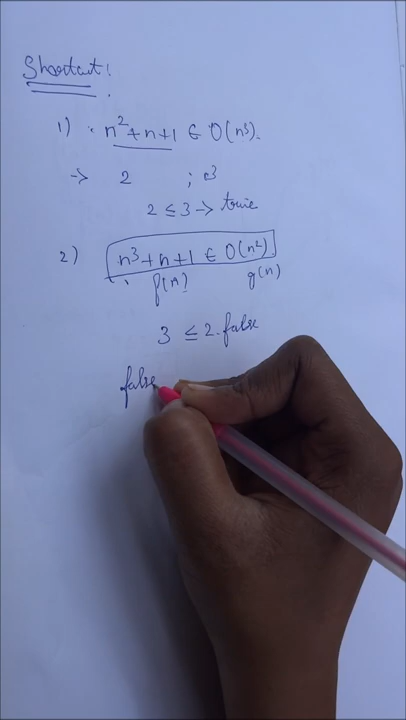 Shortcut:
1) n²+n+1 ∈ O(n³).
-> 2 ; 3
2 ≤ 3 -> true
2) n³+n+1 ∈ O(n²)
f(n) g(n)
3 ≤ 2. false
false